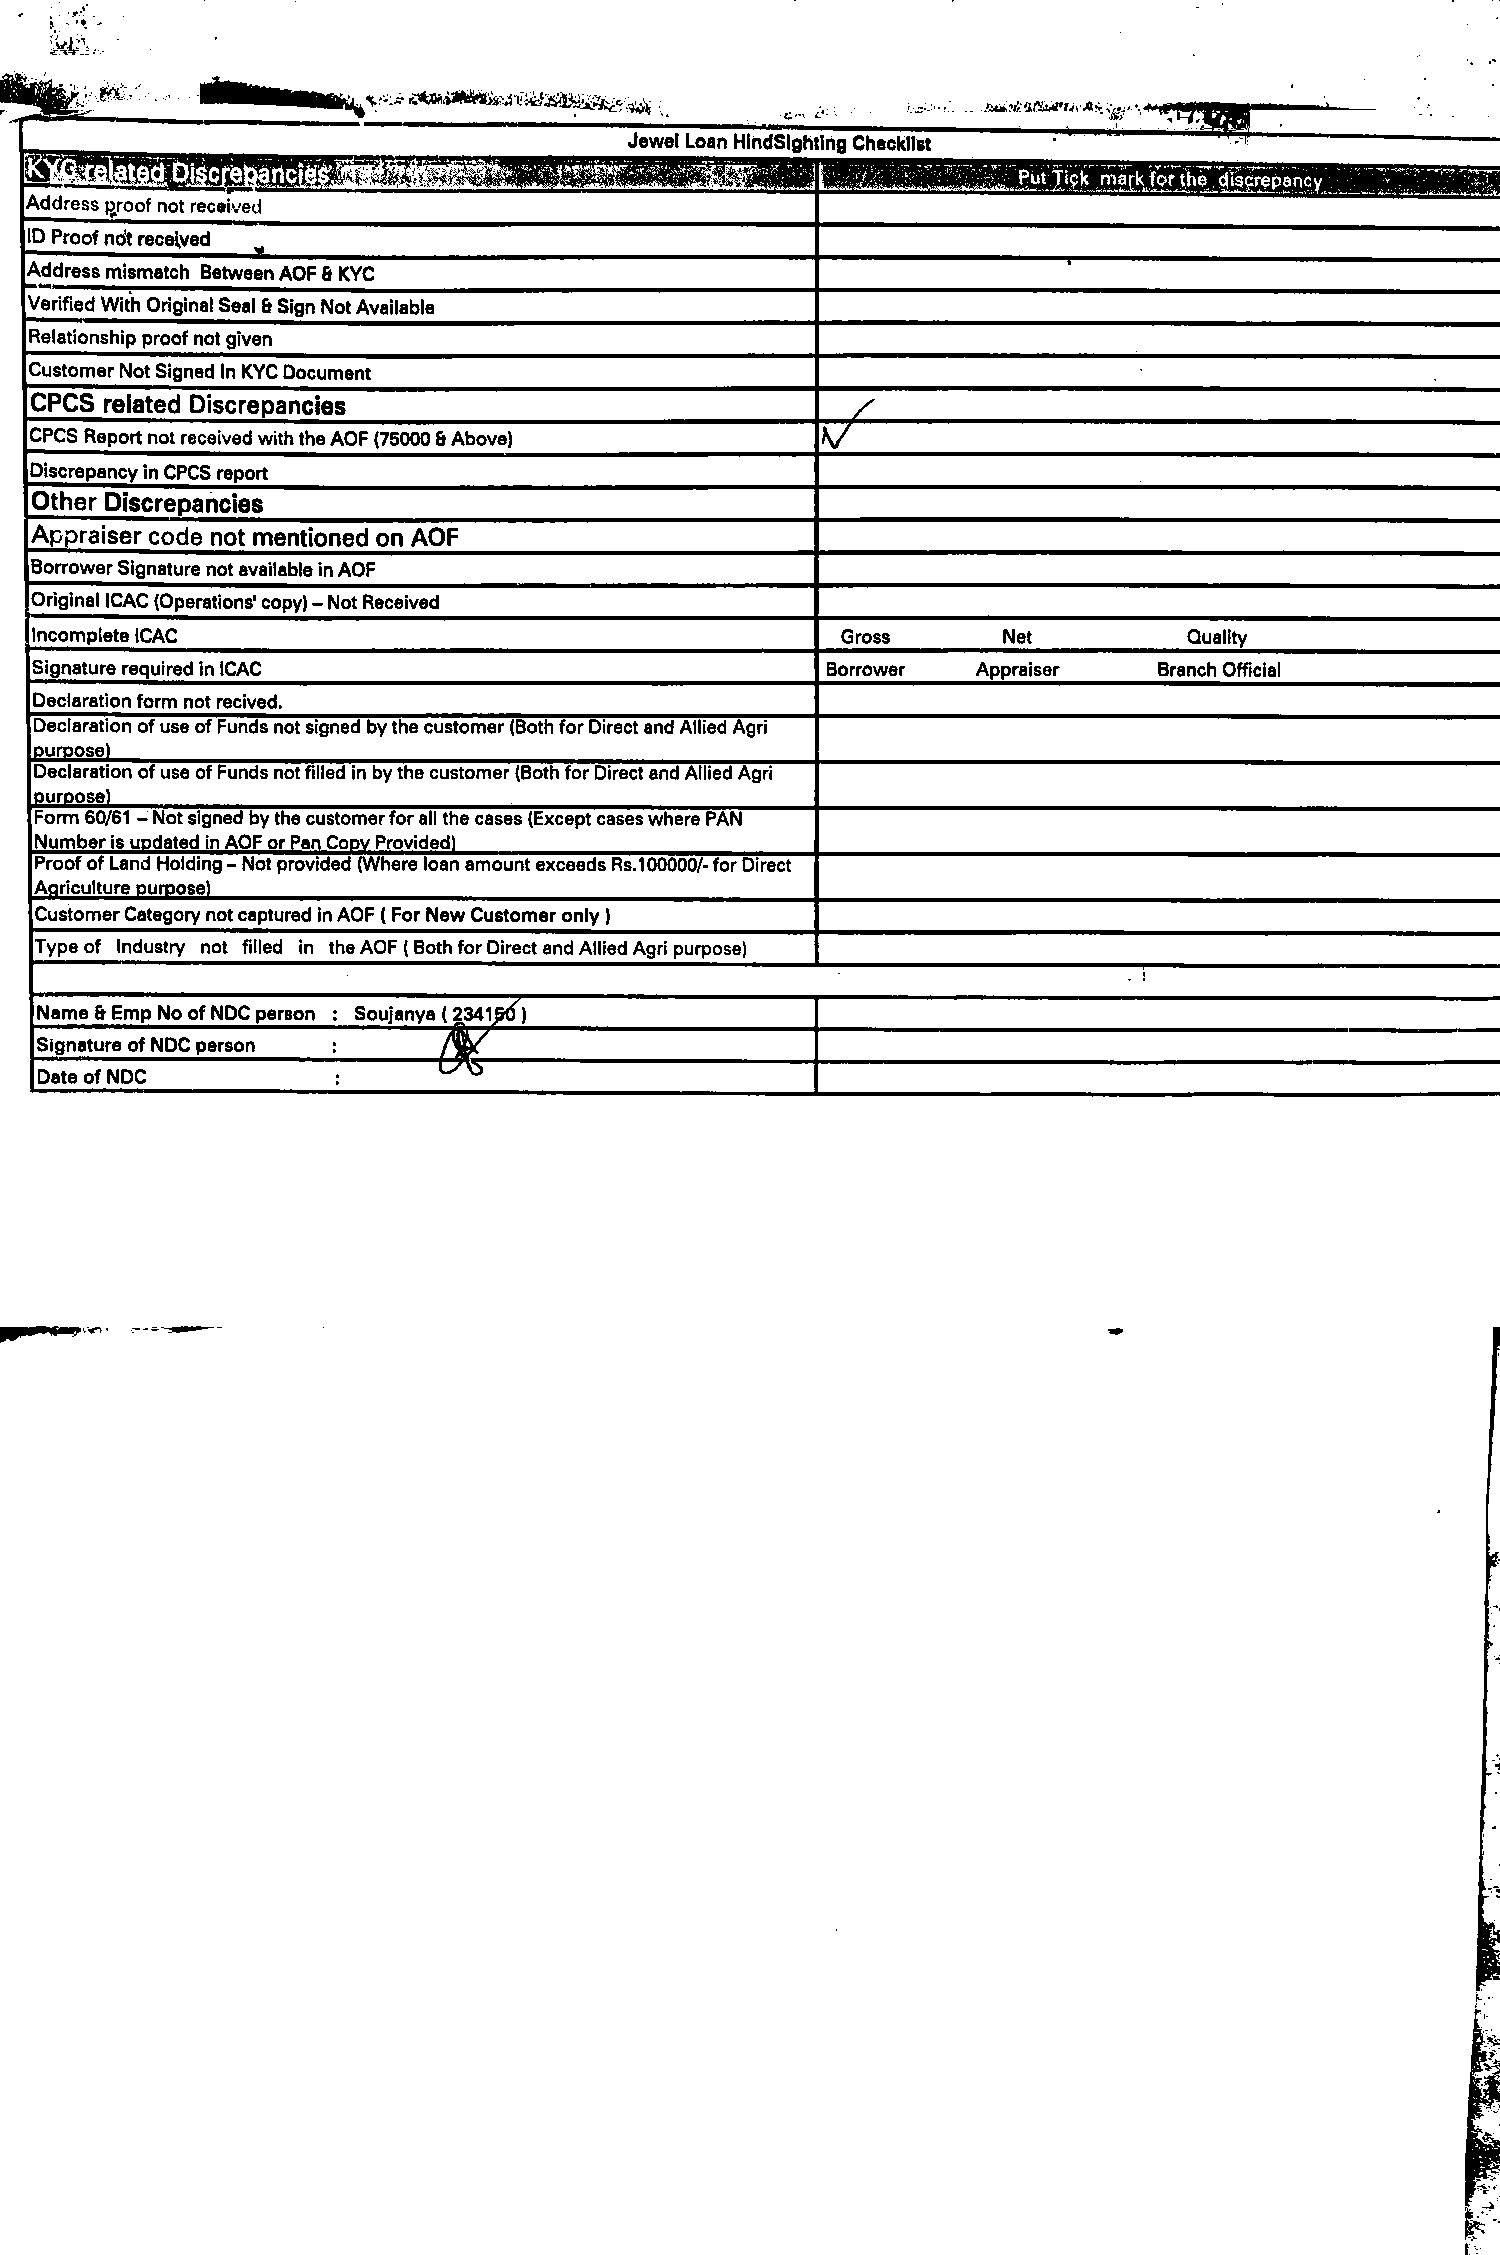 Jewel Loan HindSighting Checklist
KYC related Discrepancies Put Tick mark for the discrepancy
Address proof not received
ID Proof not received
Address mismatch Between AOF & KYC
Verified With Original Seal & Sign Not Available
Relationship proof not given
Customer Not Signed In KYC Document
CPCS related Discrepancies
CPCS Report not received with the AOF (75000 & Above) ✓
Discrepancy in CPCS report
Other Discrepancies
Appraiser code not mentioned on AOF
Borrower Signature not available in AOF
Original ICAC (Operations' copy) – Not Received
Incomplete ICAC Gross Net Quality
Signature required in ICAC Borrower Appraiser Branch Official
Declaration form not recived.
Declaration of use of Funds not signed by the customer (Both for Direct and Allied Agri
purpose)
Declaration of use of Funds not filled in by the customer (Both for Direct and Allied Agri
purpose)
Form 60/61 – Not signed by the customer for all the cases (Except cases where PAN
Number is updated in AOF or Pan Copy Provided)
Proof of Land Holding – Not provided (Where loan amount exceeds Rs.100000/- for Direct
Agriculture purpose)
Customer Category not captured in AOF ( For New Customer only )
Type of Industry not filled in the AOF ( Both for Direct and Allied Agri purpose)
Name & Emp No of NDC person : Soujanya ( 234150 )
Signature of NDC person :
Date of NDC :